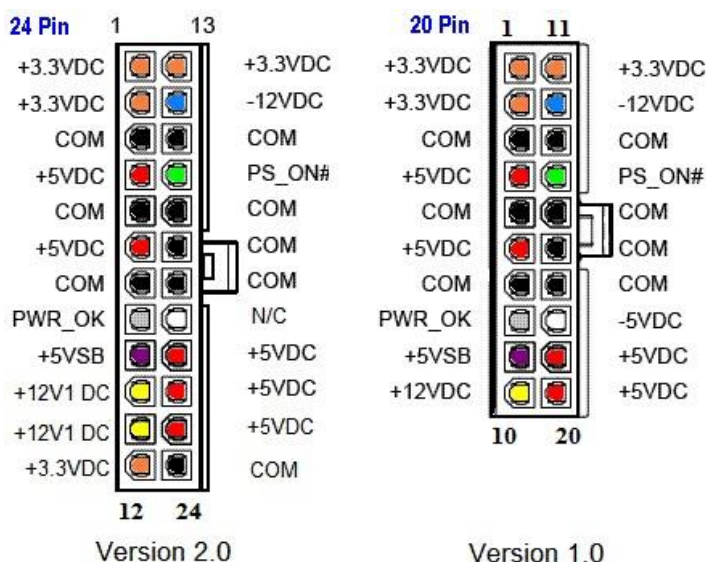 24 Pin 1 13
+3.3VDC +3.3VDC
+3.3VDC -12VDC
COM COM
+5VDC PS_ON#
COM COM
+5VDC COM
COM COM
PWR_OK N/C
+5VSB +5VDC
+12V1 DC +5VDC
+12V1 DC +5VDC
+3.3VDC COM
12 24
Version 2.0
20 Pin 1 11
+3.3VDC +3.3VDC
+3.3VDC -12VDC
COM COM
+5VDC PS_ON#
COM COM
+5VDC COM
COM COM
PWR_OK -5VDC
+5VSB +5VDC
+12VDC +5VDC
10 20
Version 1.0